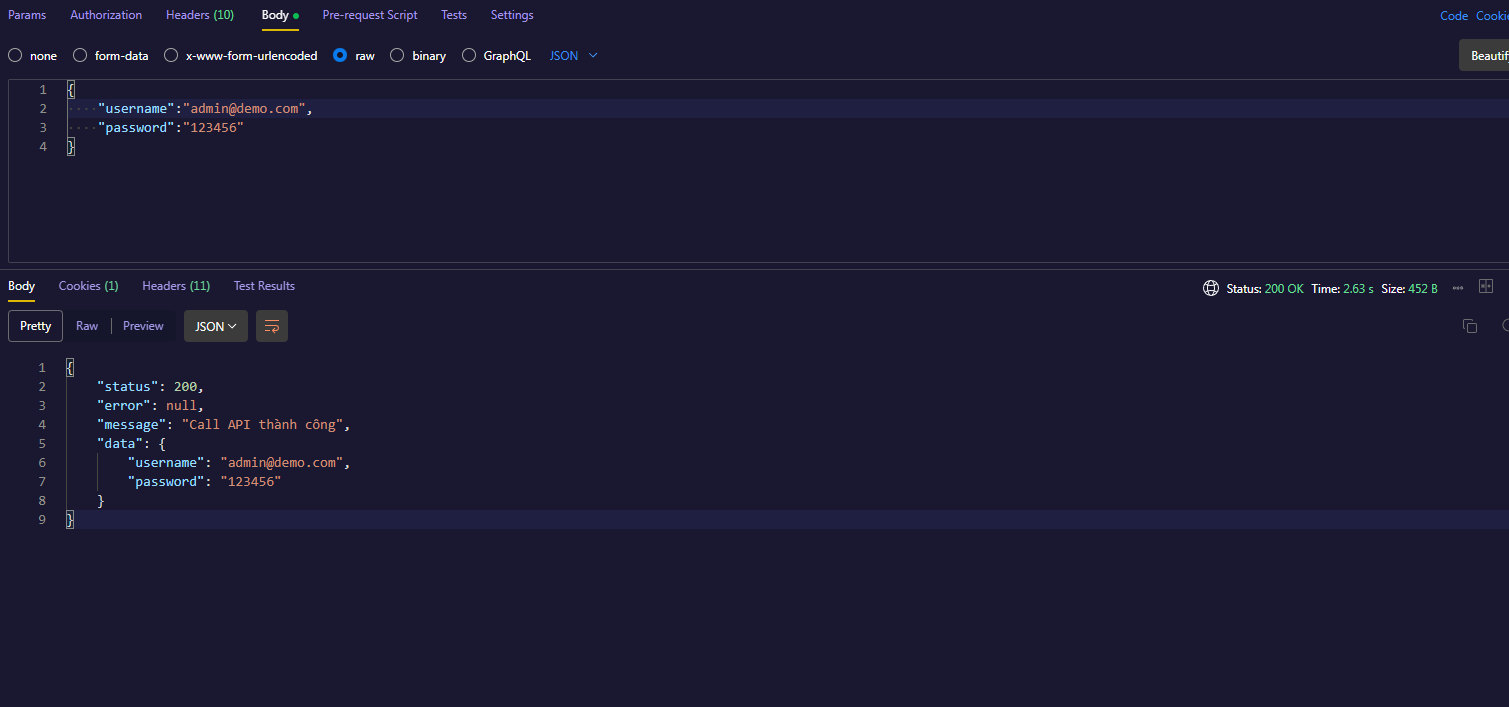 Params Authorization Headers (10) Body Pre-request Script Tests Settings Code Cookie
none form-data x-www-form-urlencoded raw binary GraphQL JSON Beautify
1 {
2 "username":"admin@demo.com",
3 "password":"123456"
4 }
Body Cookies (1) Headers (11) Test Results Status: 200 OK Time: 2.63 s Size: 452 B
Pretty Raw Preview JSON
1 {
2 "status": 200,
3 "error": null,
4 "message": "Call API thành công",
5 "data": {
6 "username": "admin@demo.com",
7 "password": "123456"
8 }
9 }